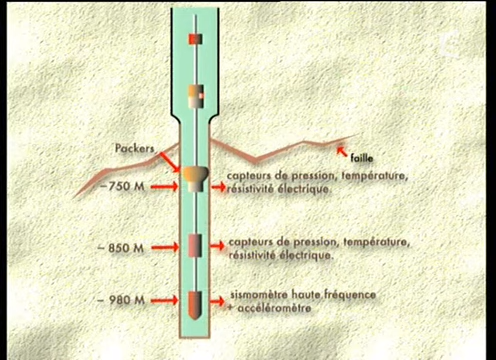 Packers
faille
capteurs de pression, température,
– 750 M
résistivité électrique.
– 850 M
capteurs de pression, température,
résistivité électrique.
– 980 M
sismomètre haute fréquence
+ accéléromètre